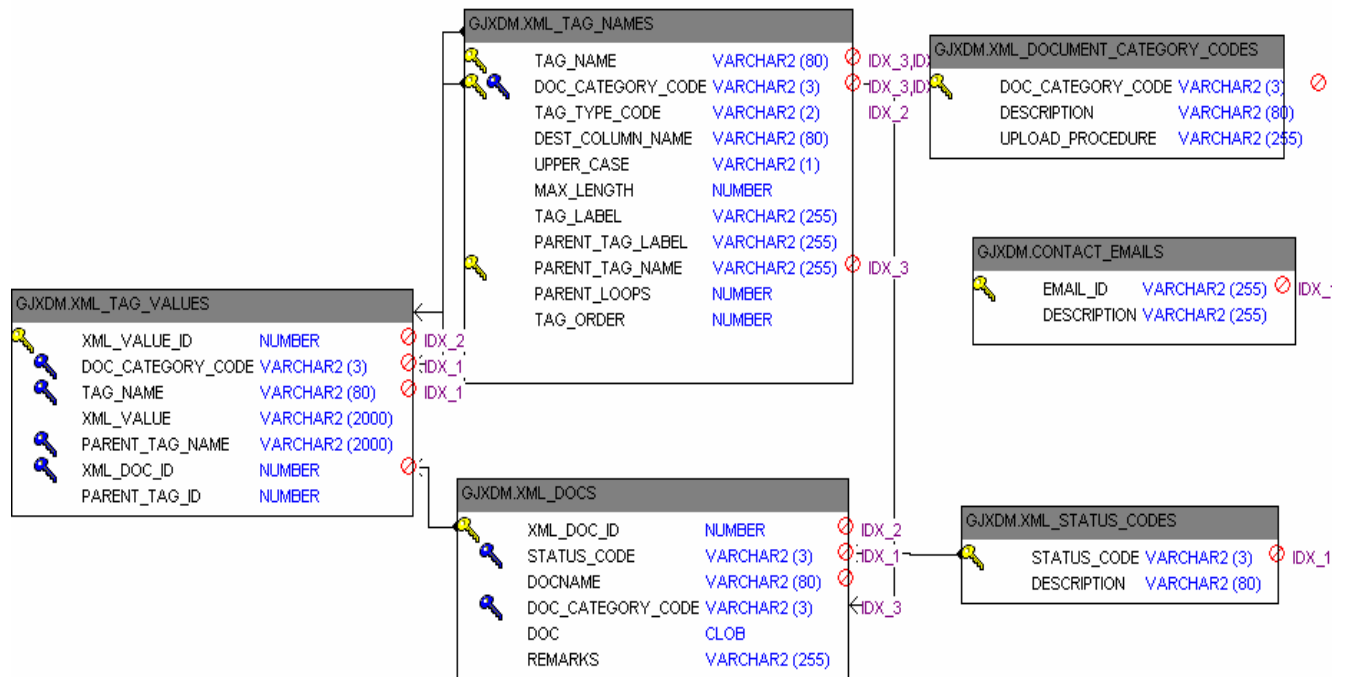 GJXDM.XML_TAG_NAMES
TAG_NAME VARCHAR2 (80) IDX_3,ID
DOC_CATEGORY_CODE VARCHAR2 (3) IDX_3,ID
TAG_TYPE_CODE VARCHAR2 (2) IDX_2
DEST_COLUMN_NAME VARCHAR2 (80)
UPPER_CASE VARCHAR2 (1)
MAX_LENGTH NUMBER
TAG_LABEL VARCHAR2 (255)
PARENT_TAG_LABEL VARCHAR2 (255)
PARENT_TAG_NAME VARCHAR2 (255) IDX_3
PARENT_LOOPS NUMBER
TAG_ORDER NUMBER
GJXDM.XML_DOCUMENT_CATEGORY_CODES
DOC_CATEGORY_CODE VARCHAR2 (3)
DESCRIPTION VARCHAR2 (80)
UPLOAD_PROCEDURE VARCHAR2 (255)
GJXDM.CONTACT_EMAILS
EMAIL_ID VARCHAR2 (255) IDX_
DESCRIPTION VARCHAR2 (255)
GJXDM.XML_TAG_VALUES
XML_VALUE_ID NUMBER IDX_2
DOC_CATEGORY_CODE VARCHAR2 (3) IDX_1
TAG_NAME VARCHAR2 (80) IDX_1
XML_VALUE VARCHAR2 (2000)
PARENT_TAG_NAME VARCHAR2 (2000)
XML_DOC_ID NUMBER
PARENT_TAG_ID NUMBER
GJXDM.XML_DOCS
XML_DOC_ID NUMBER IDX_2
STATUS_CODE VARCHAR2 (3) IDX_1
DOCNAME VARCHAR2 (80)
DOC_CATEGORY_CODE VARCHAR2 (3) IDX_3
DOC CLOB
REMARKS VARCHAR2 (255)
GJXDM.XML_STATUS_CODES
STATUS_CODE VARCHAR2 (3) IDX_1
DESCRIPTION VARCHAR2 (80)